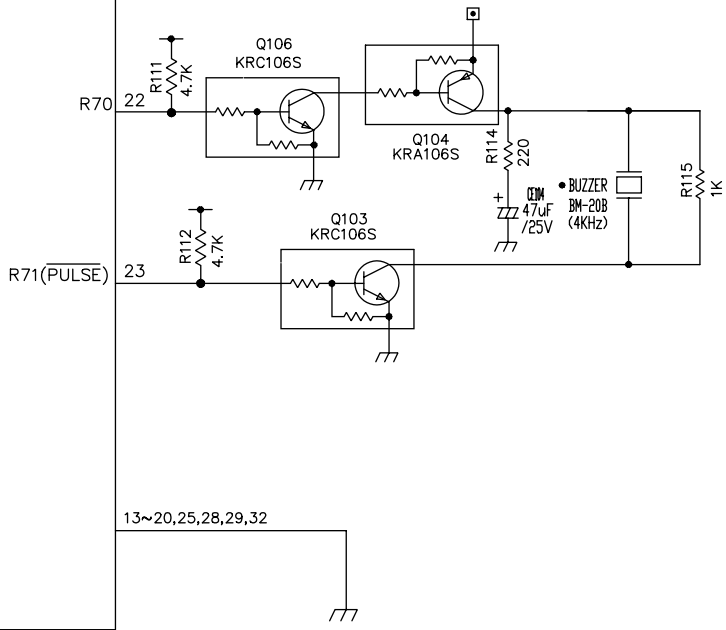 Q106
KRC106S
R111
4.7K
R70
22
Q104
KRA106S
R114
220
+
CE104
47uF
/25V
BUZZER
BM-20B
(4KHz)
R115
1K
Q103
KRC106S
R112
4.7K
R71(PULSE)
23
13~20,25,28,29,32